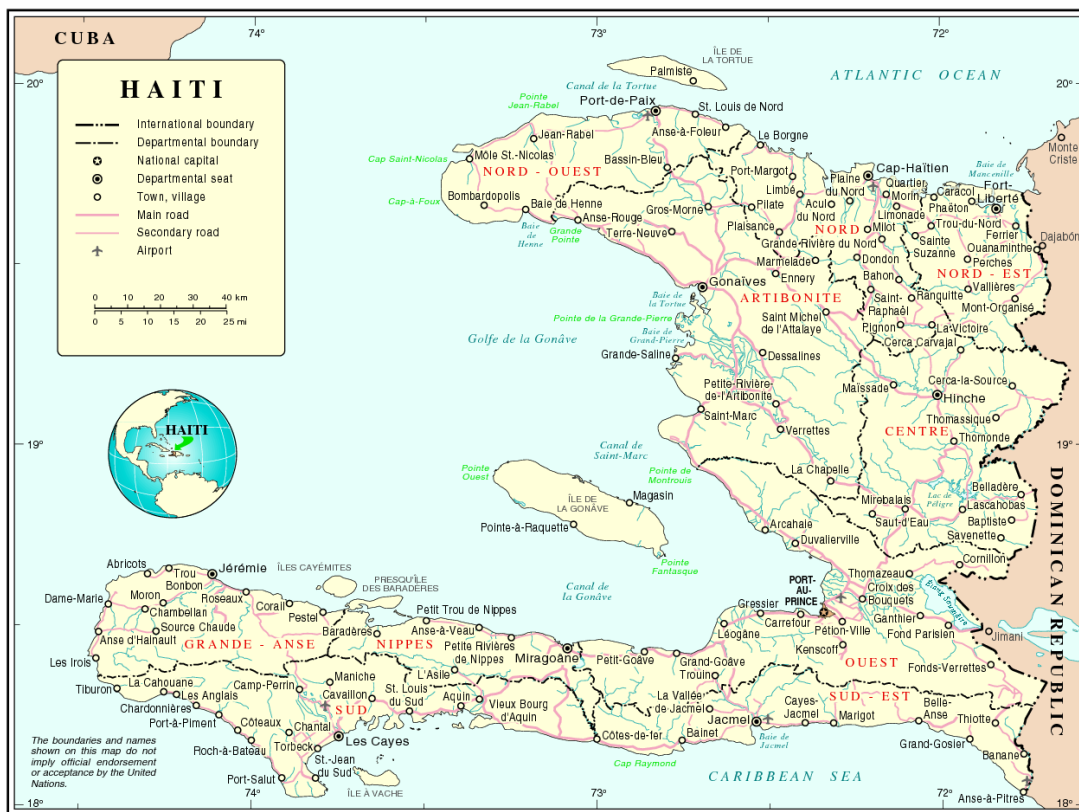 CUBA
74°
73°
72°
20°
20°
HAITI
International boundary
Departmental boundary
National capital
Departmental seat
Town, village
Main road
Secondary road
Airport
0 10 20 30 40 km
0 5 10 15 20 25 mi
HAITI
ÎLE DE
LA TORTUE
Palmiste
ATLANTIC OCEAN
Canal de la Tortue
Pointe
Jean-Rabel
Port-de-Paix
St. Louis de Nord
Jean-Rabel
Anse-à-Foleur
Le Borgne
Monte
Criste
Cap Saint-Nicolas
Môle St.-Nicolas
NORD - OUEST
Bassin-Bleu
Port-Margot
Cap-Haïtien
Baie de
Mancenille
Plaine
du Nord
Quartier
Morin
Caracol
Fort-
Liberté
Limbé
Phaëton
Cap-à-Foux
Bombardopolis
Baie de Henne
Anse-Rouge
Gros-Morne
Pilate
Acul
du Nord
Limonade
Baie
de
Henne
Grande
Pointe
Terre-Neuve
Plaisance
NORD
Milot
Trou-du-Nord
Ferrier
Grande-Rivière du Nord
Sainte
Suzanne
Ouanaminthe
Dajabón
Marmelade
Dondon
Perches
Ennery
Bahon
NORD - EST
Gonaïves
ARTIBONITE
Saint-
Raphaël
Ranquitte
Vallières
Baie de
la Tortue
Mont-Organisé
Pointe de la Grande-Pierre
Saint Michel
de l'Attalaye
Pignon
La Victoire
Golfe de la Gonâve
Baie de
Grand-Pierre
Cerca Carvajal
Grande-Saline
Dessalines
Petite-Rivière-
de-l'Artibonite
Maïssade
Cerca-la-Source
Hinche
Saint-Marc
Thomassique
19°
19°
Verrettes
CENTRE
Thomonde
Canal de
Saint-Marc
Pointe
Ouest
Pointe de
Montrouis
La Chapelle
Belladère
Lac de
Péligre
Mirebalais
Lascahobas
ÎLE DE
LA GONÂVE
Magasin
Saut-d'Eau
Baptiste
Pointe-à-Raquette
Arcahaie
Savenette
Duvalierville
Pointe
Fantasque
Cornillon
DOMINICAN REPUBLIC
Abricots
Jérémie
ÎLES CAYÉMITES
Trou
Bonbon
PRESQU'ÎLE
DES BARADÈRES
Canal de
la Gonâve
PORT-
AU-
PRINCE
Thomazeau
Croix des
Bouquets
Etang Saumâtre
Dame-Marie
Moron
Roseaux
Corail
Petit Trou de Nippes
Gressier
Chambellan
Pestel
Anse-à-Veau
Carrefour
Ganthier
Source Chaude
Baradères
Léogâne
Pétion-Ville
Fond Parisien
Jimani
Anse d'Hainault
GRANDE - ANSE
NIPPES
Petite Rivières
de Nippes
Miragoâne
Kenscoff
Les Irois
Petit-Goâve
Grand-Goâve
OUEST
Fonds-Verrettes
La Cahouane
Camp-Perrin
Maniche
L'Asile
Trouin
Tiburon
Les Anglais
Cavaillon
St. Louis
du Sud
Aquin
La Vallée
de Jacmel
SUD - EST
Chardonnières
SUD
Vieux Bourg
d'Aquin
Cayes-
Jacmel
Belle-
Anse
Port-à-Piment
Côteaux
Chantal
Jacmel
Marigot
Thiotte
Les Cayes
Côtes-de-fer
Bainet
Baie de
Jacmel
Grand-Gosier
Roch-à-Bateau
Torbeck
Banane
Cap Raymond
St.-Jean
du Sud
Port-Salut
CARIBBEAN SEA
ÎLE À VACHE
Anse-à-Pitres
The boundaries and names
shown on this map do not
imply official endorsement
or acceptance by the United
Nations.
18°
74°
73°
72°
18°